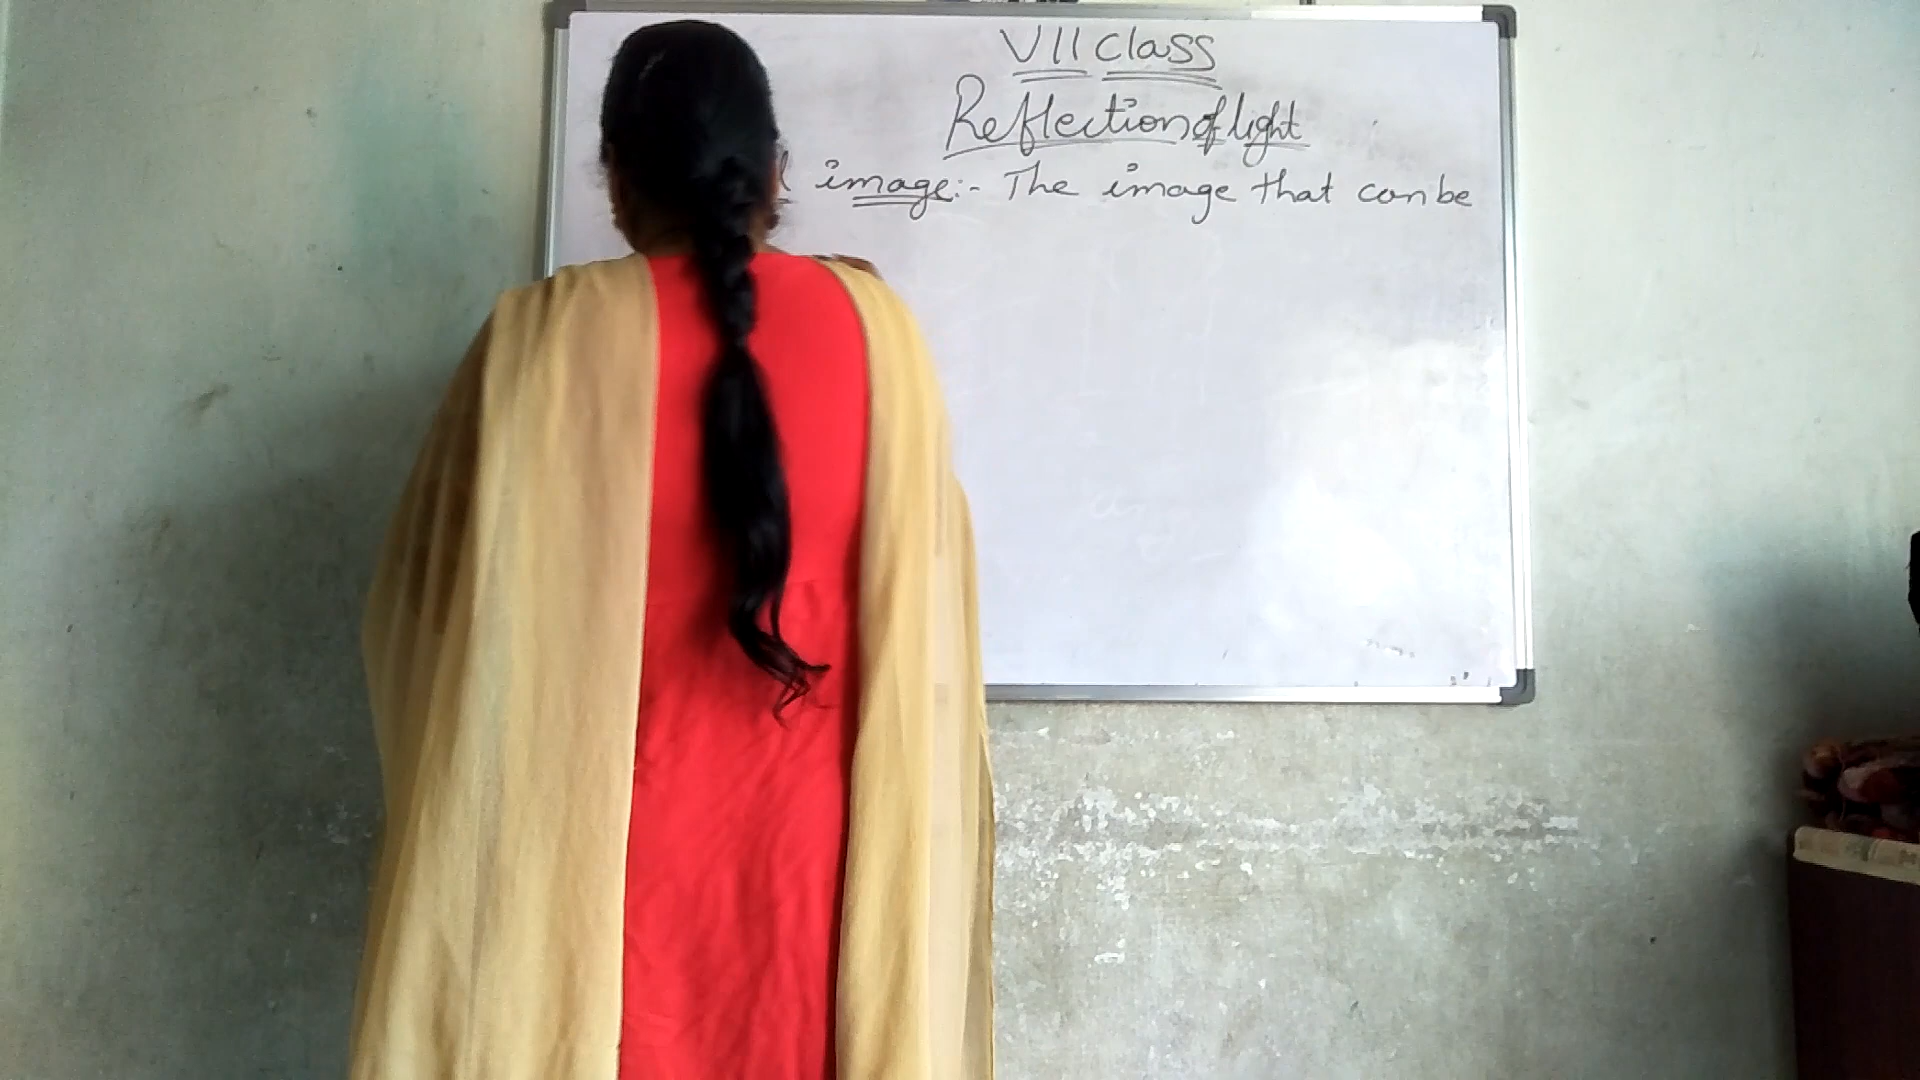 VII class
Reflection of light
image:- The image that can be